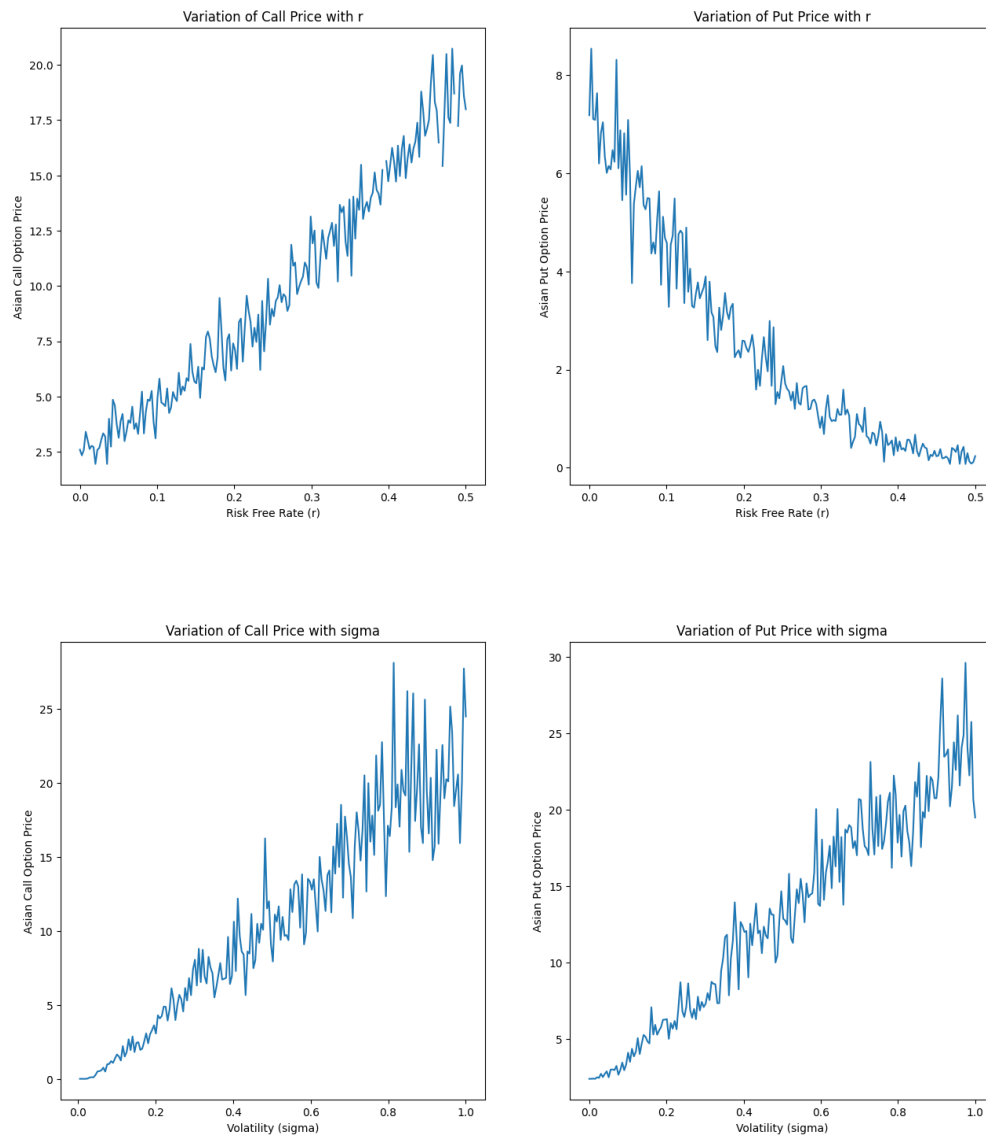 Variation of Call Price with r
Asian Call Option Price
20.0
17.5
15.0
12.5
10.0
7.5
5.0
2.5
0.0 0.1 0.2 0.3 0.4 0.5
Risk Free Rate (r)
Variation of Put Price with r
Asian Put Option Price
8
6
4
2
0
0.0 0.1 0.2 0.3 0.4 0.5
Risk Free Rate (r)
Variation of Call Price with sigma
Asian Call Option Price
25
20
15
10
5
0
0.0 0.2 0.4 0.6 0.8 1.0
Volatility (sigma)
Variation of Put Price with sigma
Asian Put Option Price
30
25
20
15
10
5
0.0 0.2 0.4 0.6 0.8 1.0
Volatility (sigma)